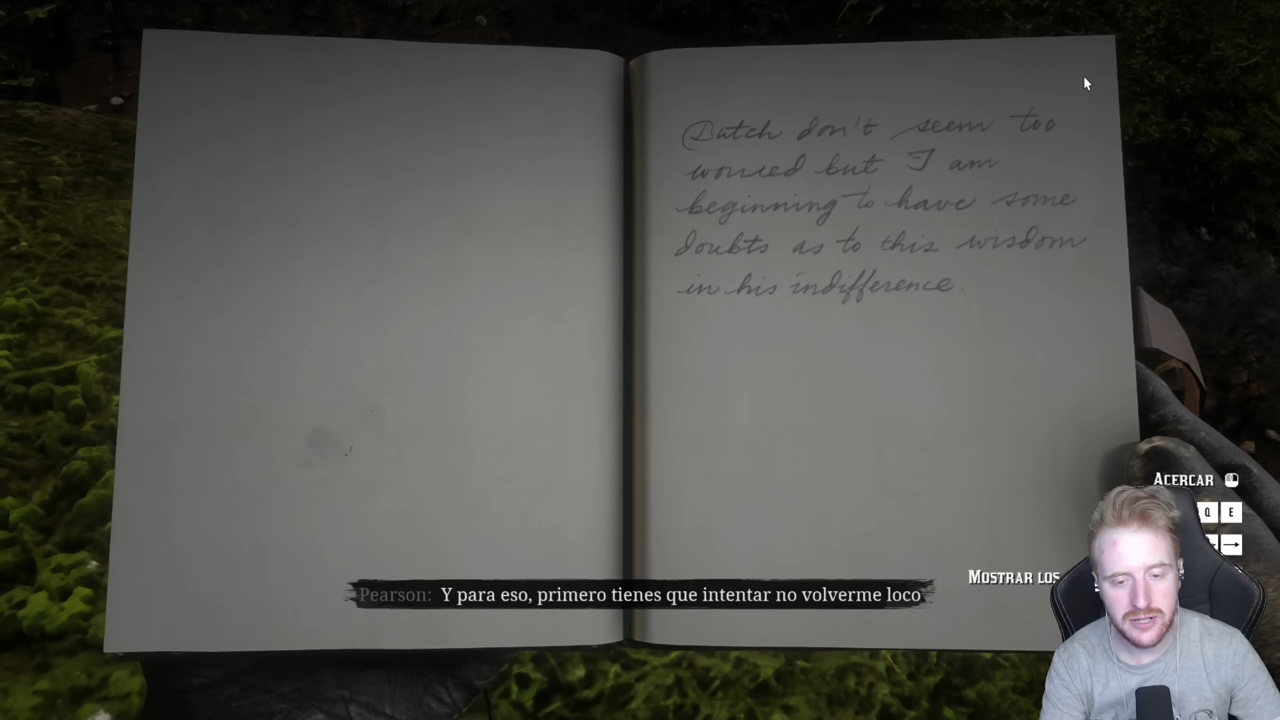 Dutch don't seem too
worried but I am
beginning to have some
doubts as to this wisdom
in his indifference.
ACERCAR
Q E
→
MOSTRAR LOS
Pearson: Y para eso, primero tienes que intentar no volverme loco